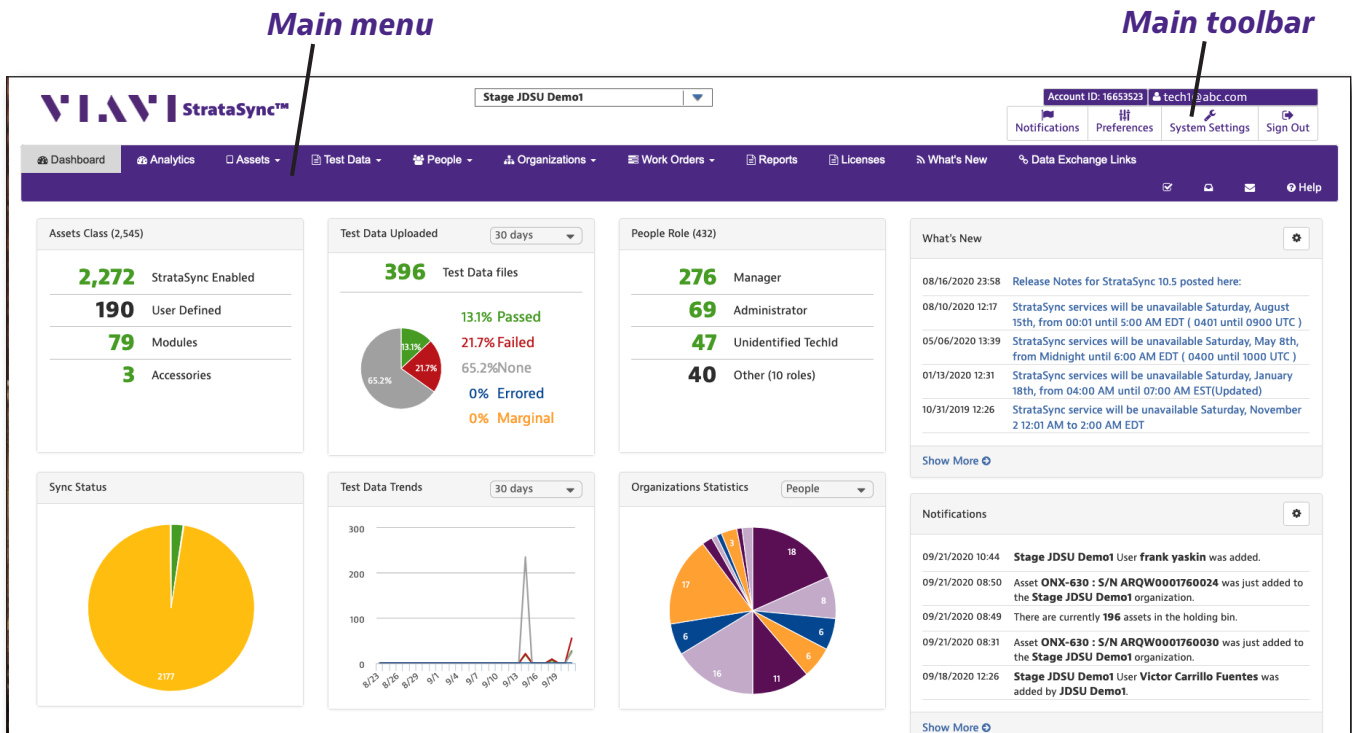 Main menu
Main toolbar
VIAVI StrataSync™
Stage JDSU Demo1
Account ID: 16653523 tech1@abc.com
Notifications Preferences System Settings Sign Out
Dashboard Analytics Assets Test Data People Organizations Work Orders Reports Licenses What's New Data Exchange Links
Help
Assets Class (2,545)
2,272 StrataSync Enabled
190 User Defined
79 Modules
3 Accessories
Test Data Uploaded 30 days
396 Test Data files
13.1% Passed
21.7% Failed
65.2%None
0% Errored
0% Marginal
13.1%
21.7%
65.2%
People Role (432)
276 Manager
69 Administrator
47 Unidentified TechId
40 Other (10 roles)
What's New
08/16/2020 23:58 Release Notes for StrataSync 10.5 posted here:
08/10/2020 12:17 StrataSync services will be unavailable Saturday, August
15th, from 00:01 until 5:00 AM EDT ( 0401 until 0900 UTC )
05/06/2020 13:39 StrataSync services will be unavailable Saturday, May 8th,
from Midnight until 6:00 AM EDT ( 0400 until 1000 UTC )
01/13/2020 12:31 StrataSync services will be unavailable Saturday, January
18th, from 04:00 AM until 07:00 AM EST(Updated)
10/31/2019 12:26 StrataSync service will be unavailable Saturday, November
2 12:01 AM to 2:00 AM EDT
Show More
Sync Status
2177
Test Data Trends 30 days
300
200
100
0
8/23 8/26 8/29 9/1 9/4 9/7 9/10 9/13 9/16 9/19
Organizations Statistics People
3
18
17
8
6
6
6
16
11
Notifications
09/21/2020 10:44 Stage JDSU Demo1 User frank yaskin was added.
09/21/2020 08:50 Asset ONX-630 : S/N ARQW0001760024 was just added to
the Stage JDSU Demo1 organization.
09/21/2020 08:49 There are currently 196 assets in the holding bin.
09/21/2020 08:31 Asset ONX-630 : S/N ARQW0001760030 was just added to
the Stage JDSU Demo1 organization.
09/18/2020 12:26 Stage JDSU Demo1 User Victor Carrillo Fuentes was
added by JDSU Demo1.
Show More